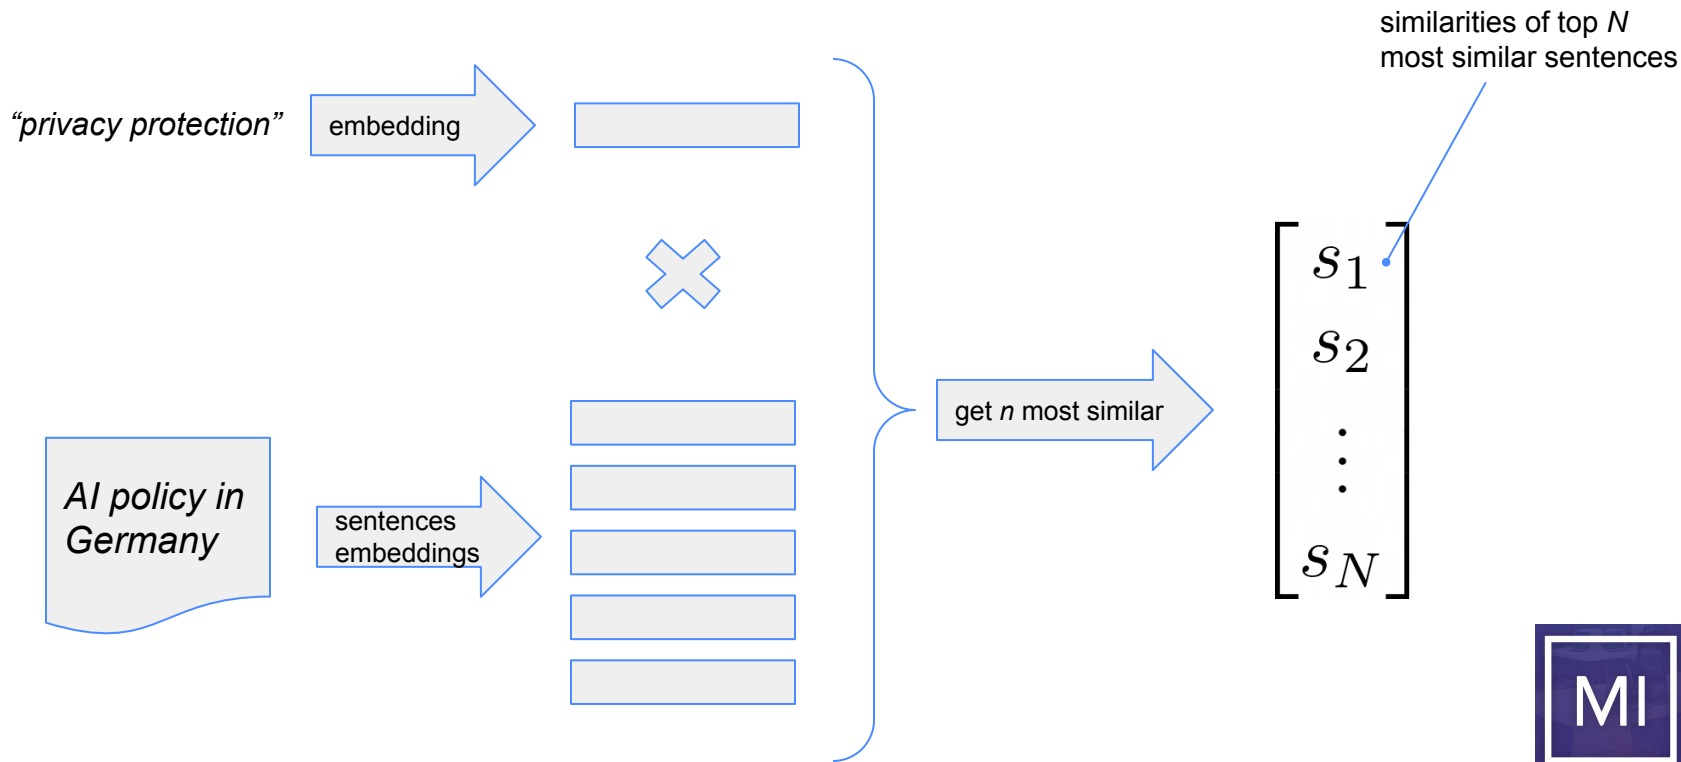 similarities of top N
most similar sentences
“privacy protection”
embedding
s1
s2
⋮
sN
get n most similar
AI policy in
Germany
sentences
embeddings
MI